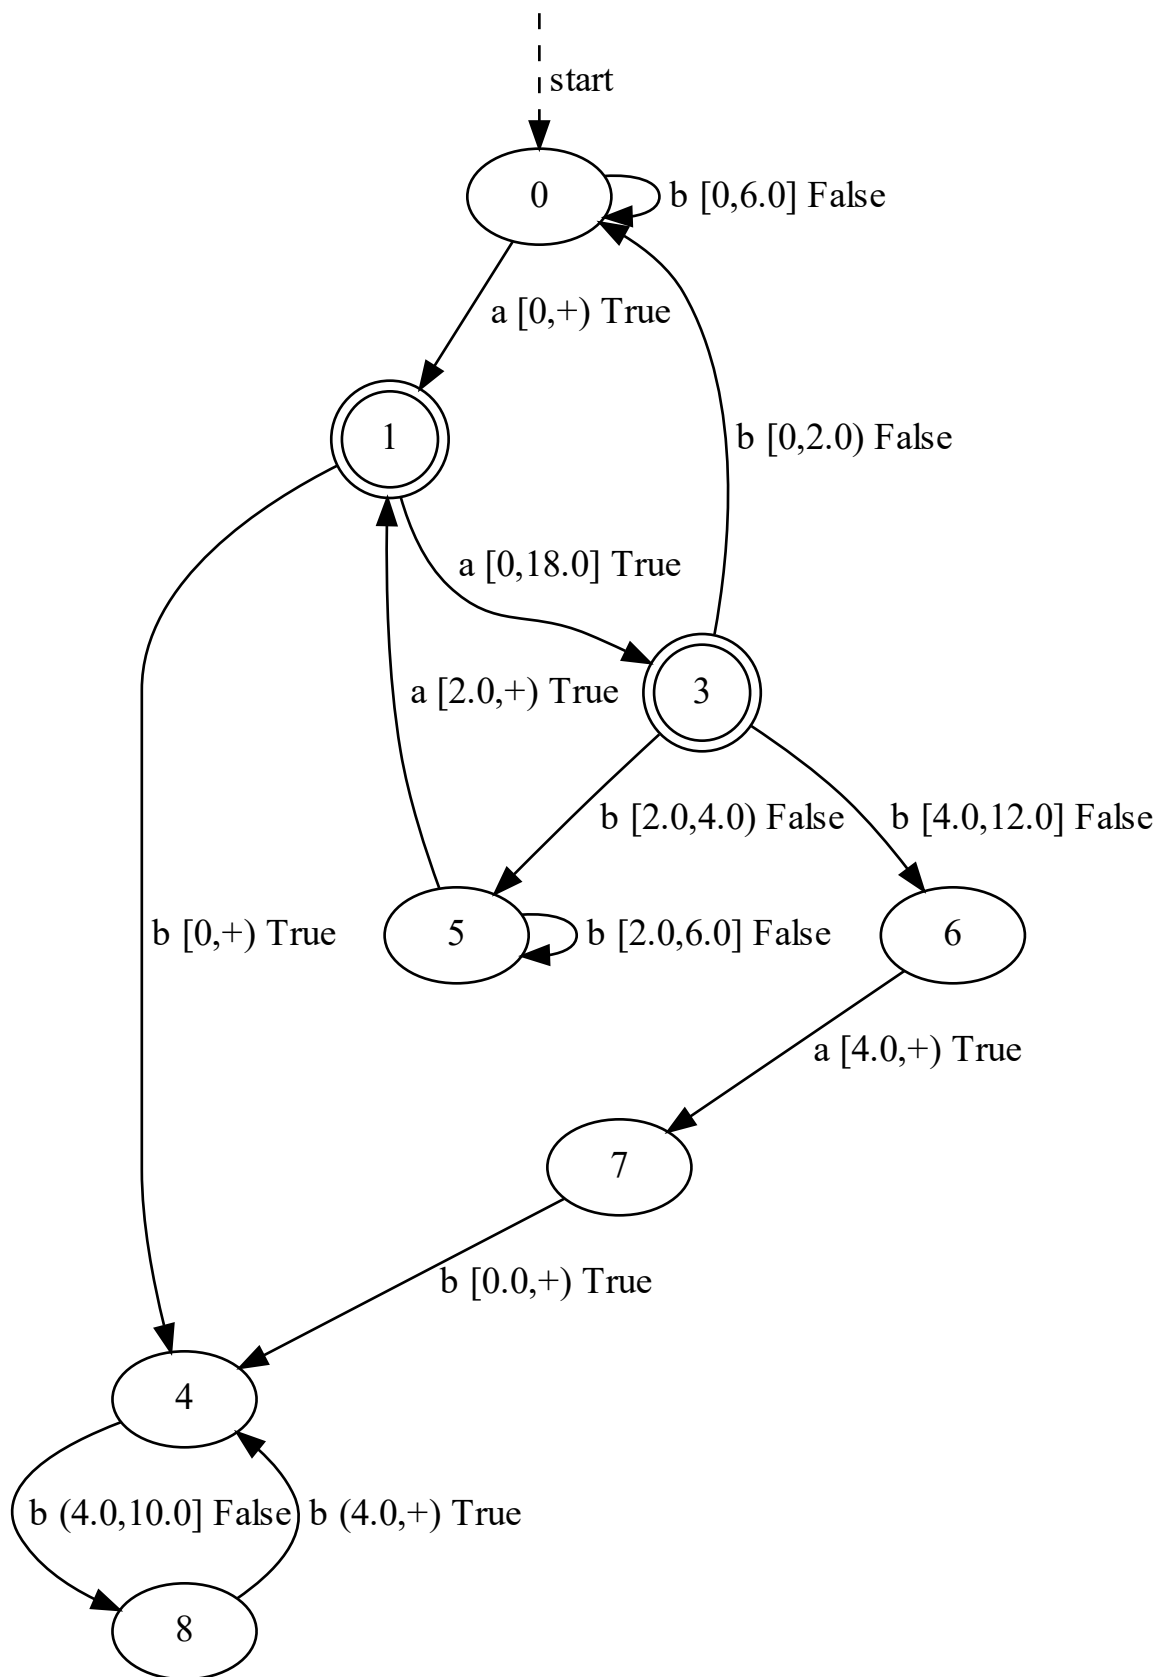 start
0
b [0,6.0] False
a [0,+) True
1
b [0,2.0) False
a [0,18.0] True
a [2.0,+) True
3
b [2.0,4.0) False
b [4.0,12.0] False
b [0,+) True
5
b [2.0,6.0] False
6
a [4.0,+) True
7
b [0.0,+) True
4
b (4.0,10.0] False
b (4.0,+) True
8